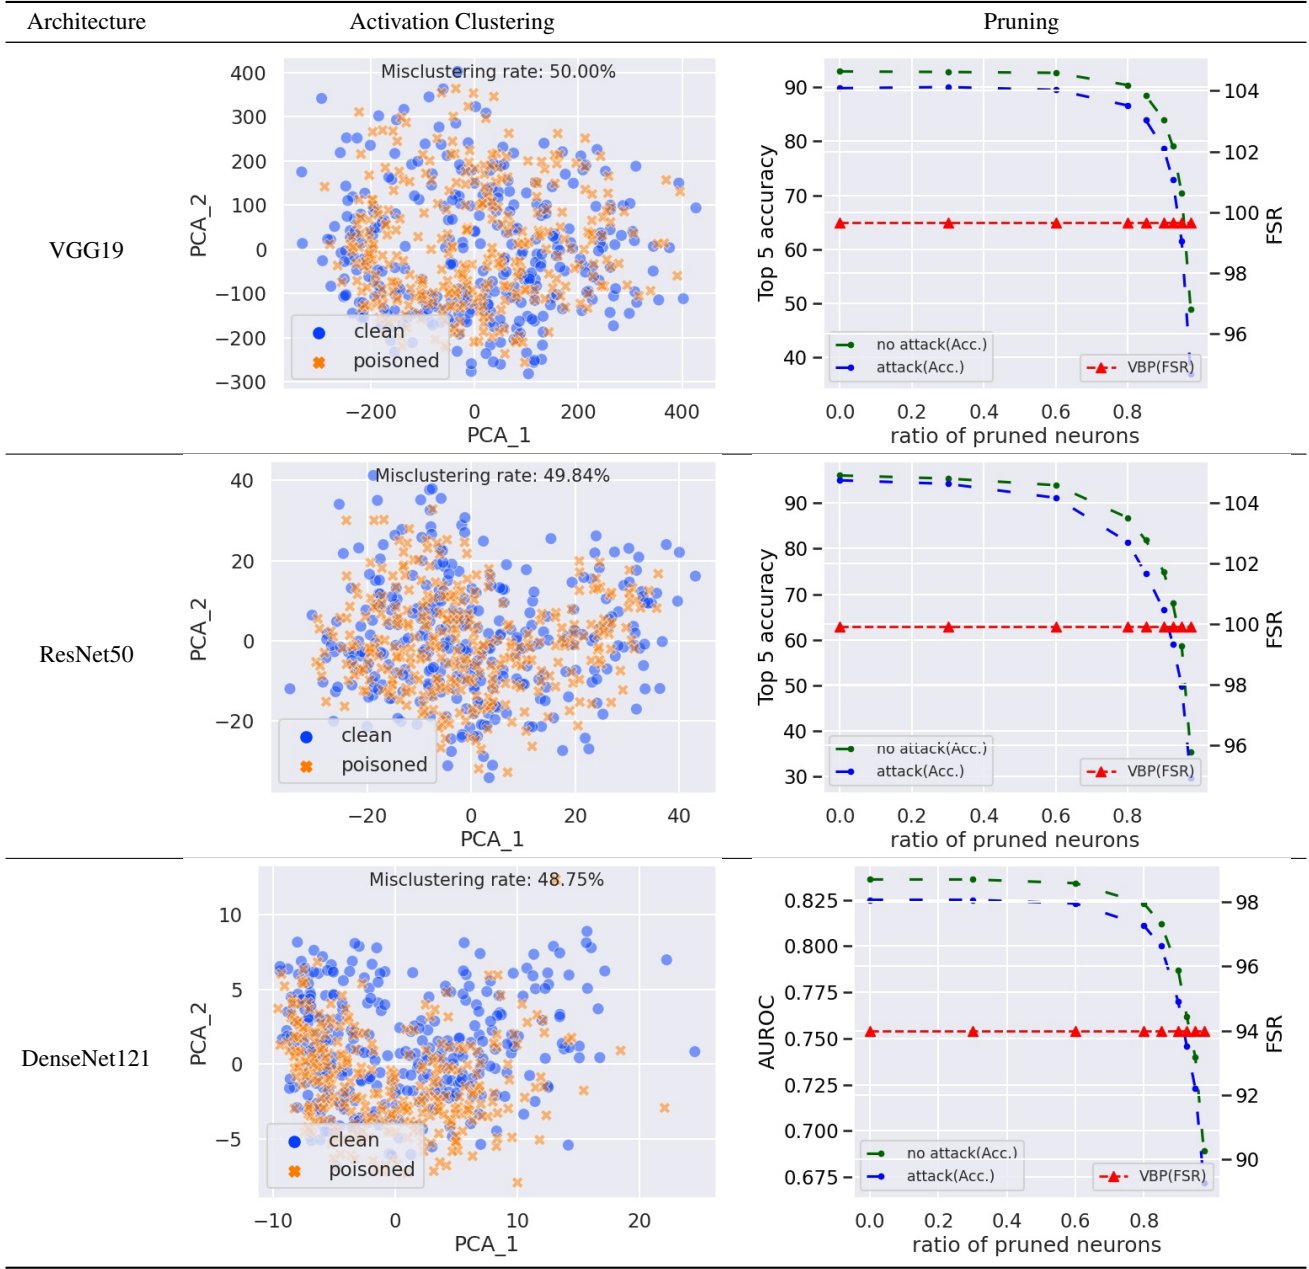 Architecture Activation Clustering Pruning
VGG19
Misclustering rate: 50.00%
PCA_2
400
300
200
100
0
−100
−200
−300
clean
poisoned
−200 0 200 400
PCA_1
Top 5 accuracy
90
80
70
60
50
40
no attack(Acc.)
attack(Acc.)
VBP(FSR)
104
102
100
98
96
FSR
0.0 0.2 0.4 0.6 0.8
ratio of pruned neurons
ResNet50
Misclustering rate: 49.84%
PCA_2
40
20
0
−20
clean
poisoned
−20 0 20 40
PCA_1
Top 5 accuracy
90
80
70
60
50
40
30
no attack(Acc.)
attack(Acc.)
VBP(FSR)
104
102
100
98
96
FSR
0.0 0.2 0.4 0.6 0.8
ratio of pruned neurons
DenseNet121
Misclustering rate: 48.75%
PCA_2
10
5
0
−5
clean
poisoned
−10 0 10 20
PCA_1
AUROC
0.825
0.800
0.775
0.750
0.725
0.700
0.675
no attack(Acc.)
attack(Acc.)
VBP(FSR)
98
96
94
92
90
FSR
0.0 0.2 0.4 0.6 0.8
ratio of pruned neurons